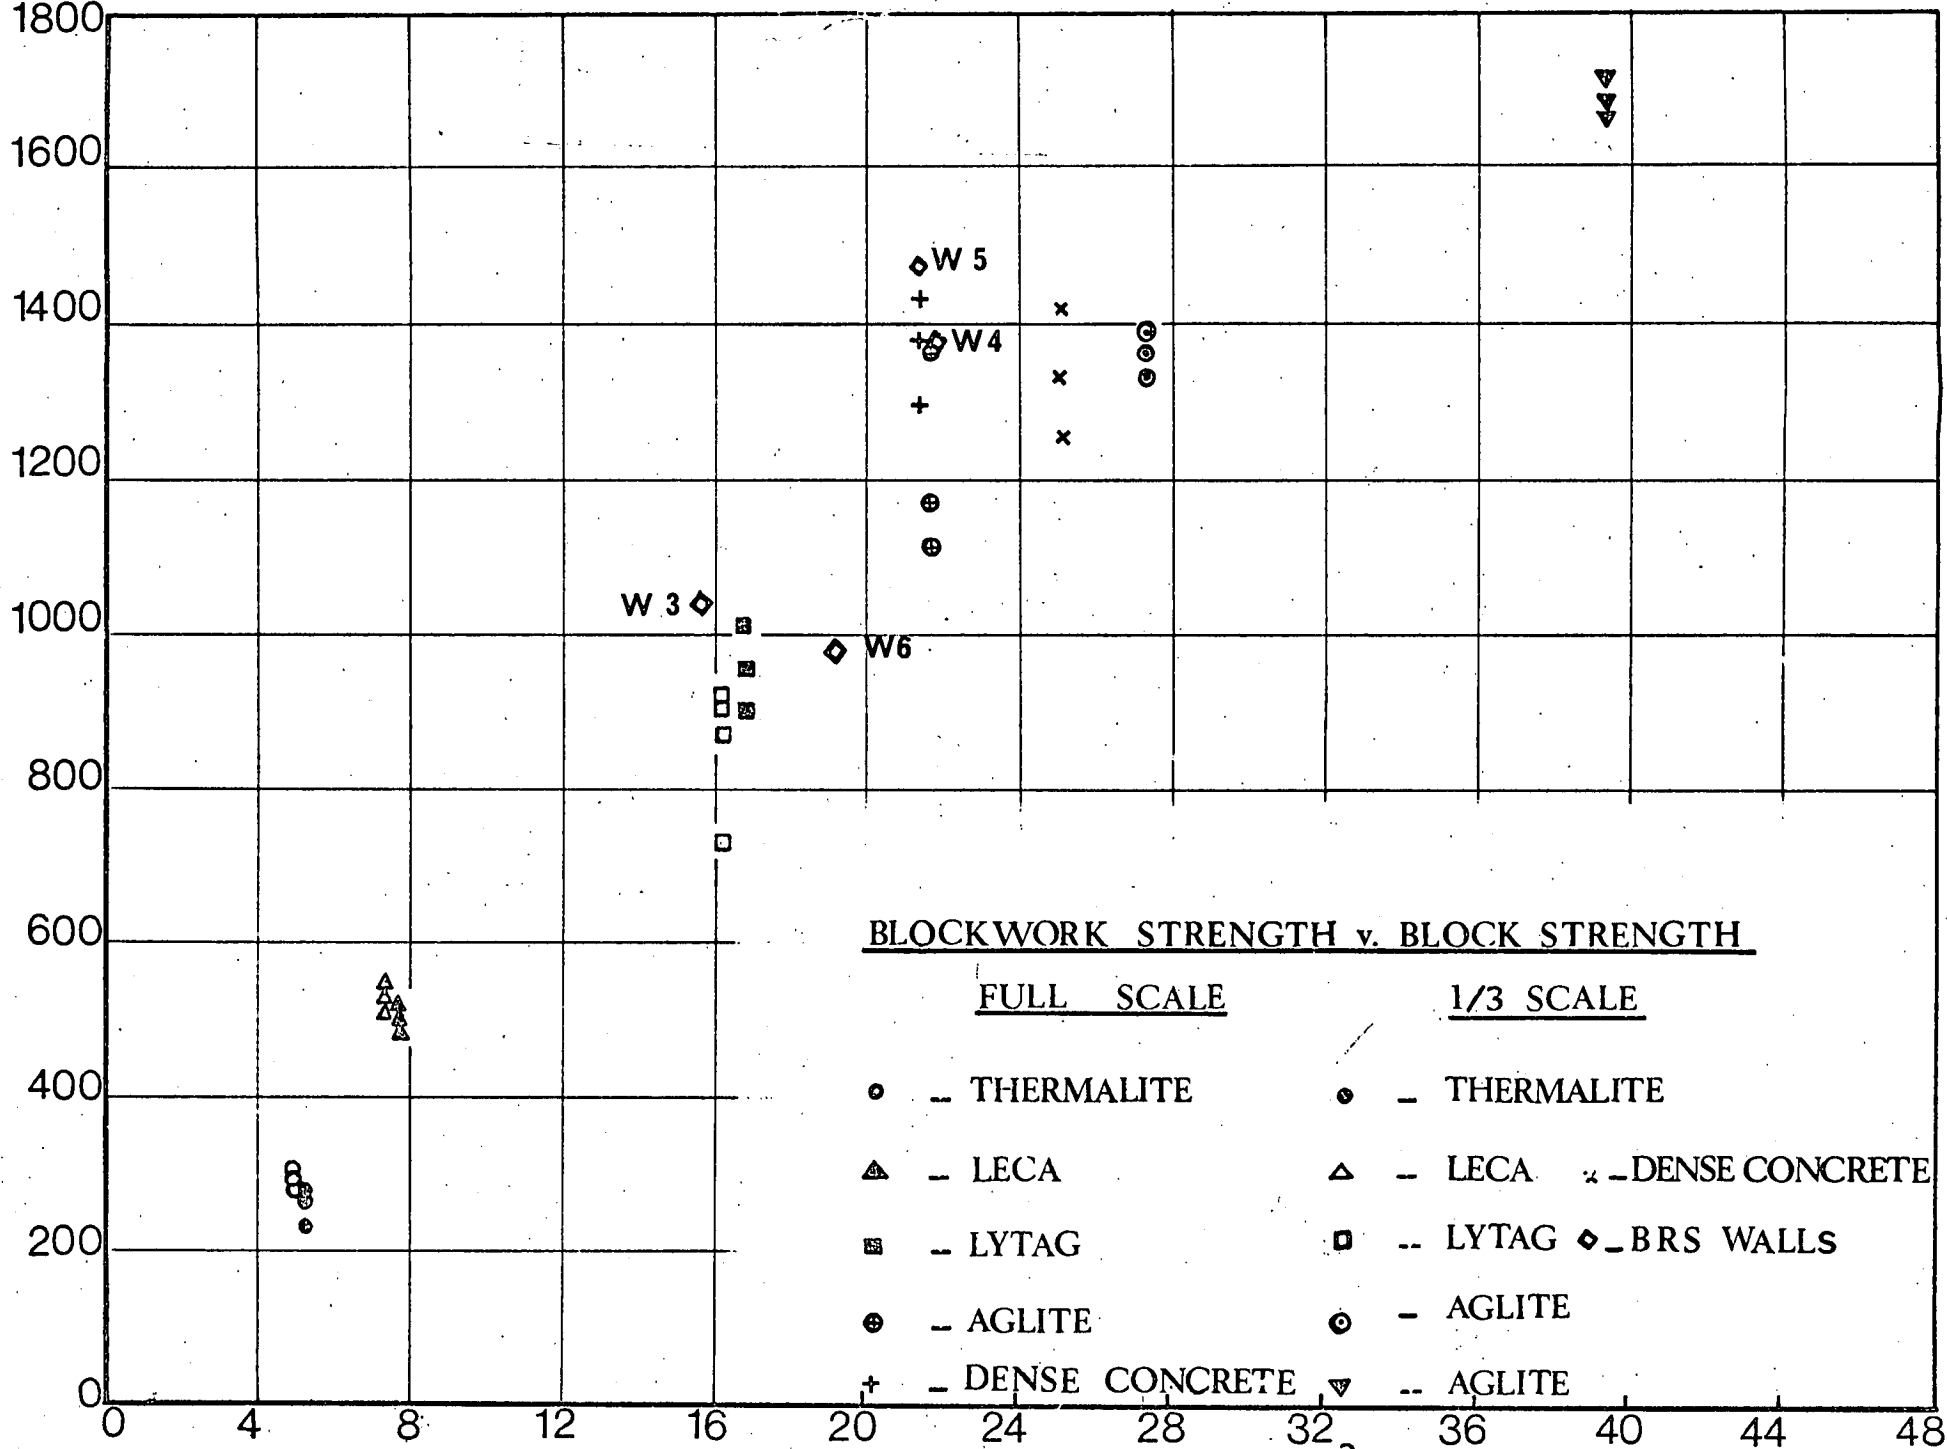 1800
1600
1400
1200
1000
800
600
400
200
0
W 5
W 4
W 3
W6
BLOCKWORK STRENGTH v. BLOCK STRENGTH
FULL SCALE 1/3 SCALE
THERMALITE THERMALITE
LECA LECA DENSE CONCRETE
LYTAG LYTAG BRS WALLS
AGLITE AGLITE
DENSE CONCRETE AGLITE
0 4 8 12 16 20 24 28 32 36 40 44 48